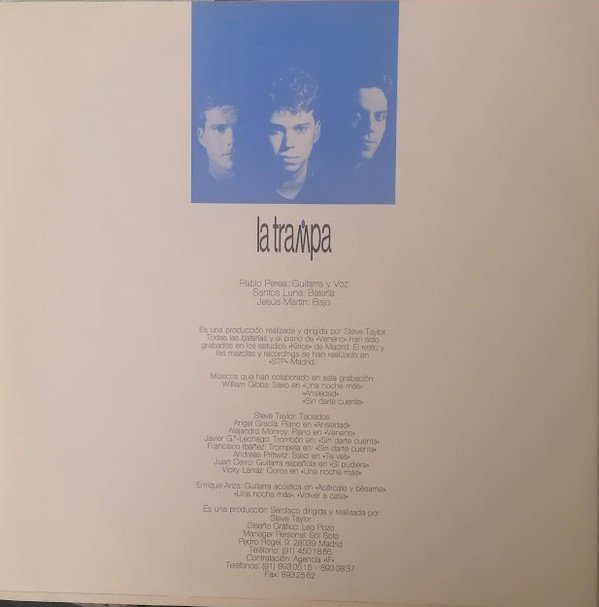 la trampa
Pablo Perea: Guitarra y Voz
Santos Luna: Batería
Jesús Martín: Bajo
Es una producción realizada y dirigida por Steve Taylor.
Todas las baterías y el piano de «Veneno» han sido
grabados en los estudios «Kirios» de Madrid. El resto y
las mezclas y recordings se han realizado en
«STP» Madrid.
Músicos que han colaborado en esta grabación
William Gibbs: Saxo en «Una noche más»
«Ansiedad»
«Sin darte cuenta»
Steve Taylor: Teclados
Angel Gracia: Piano en «Ansiedad»
Alejandro Monroy: Piano en «Veneno»
Javier G.ª-Lechago: Trombón en: «Sin darte cuenta»
Francisco Ibáñez: Trompeta en: «Sin darte cuenta»
Andreas Prittwitz: Saxo en «Te vas»
Juan Cerro: Guitarra española en «Si pudiera»
Vicky Larraz: Coros en «Una noche más»
Enrique Ariza: Guitarra acústica en «Acércate y bésame»,
«Una noche más», «Volver a casa»
Es una producción Serdisco dirigida y realizada por
Steve Taylor
Diseño Gráfico: Leo Pozo
Manager Personal: Sol Soto
Pedro Rogel, 9. 28039 Madrid
Teléfono: (91) 450 18 66
Contratación: Agencia «IF»
Teléfonos: (91) 893 05 15 - 893 08 37
Fax: 893 25 62